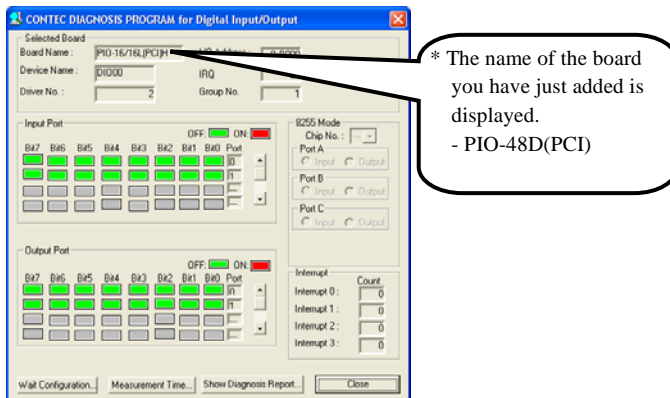 CONTEC DIAGNOSIS PROGRAM for Digital Input/Output
Selected Board
Board Name : PIO-16/16L(PCI)H
Device Name : DIO00 IRQ
Driver No. : 2 Group No. 1
* The name of the board
you have just added is
displayed.
- PIO-48D(PCI)
Input Port
OFF: ON:
Bit7 Bit6 Bit5 Bit4 Bit3 Bit2 Bit1 Bit0 Port
0
1
8255 Mode
Chip No. : -
Port A
Input Output
Port B
Input Output
Port C
Input Output
Output Port
OFF: ON:
Bit7 Bit6 Bit5 Bit4 Bit3 Bit2 Bit1 Bit0 Port
0
1
Interrupt
Count
Interrupt 0 : 0
Interrupt 1 : 0
Interrupt 2 : 0
Interrupt 3 : 0
Wait Configuration... Measurement Time... Show Diagnosis Report... Close